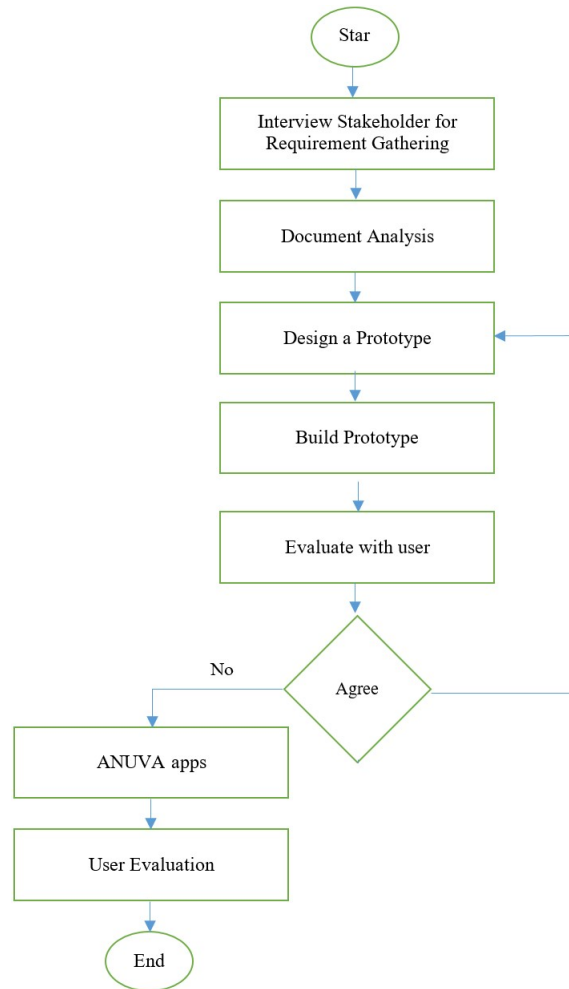 Star
Interview Stakeholder for
Requirement Gathering
Document Analysis
Design a Prototype
Build Prototype
Evaluate with user
Agree
No
ANUVA apps
User Evaluation
End